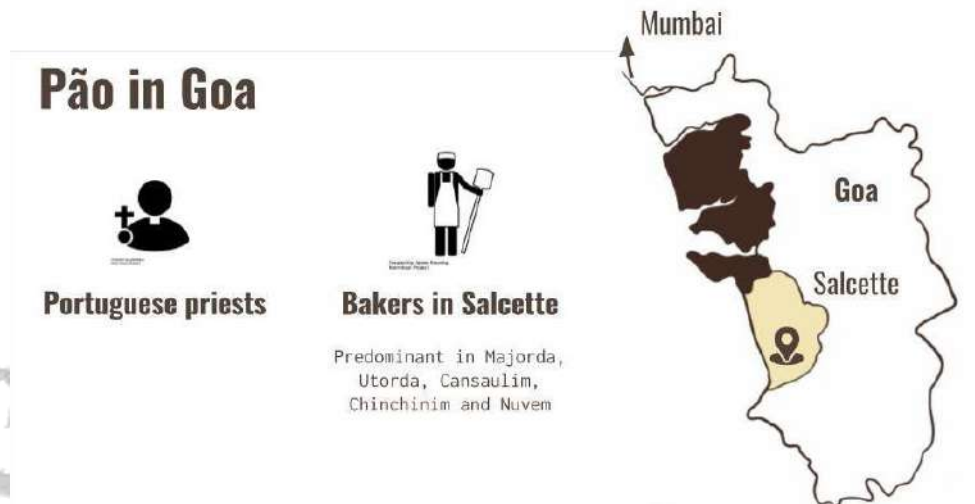 Mumbai
Pão in Goa
Goa
Salcette
Portuguese priests
Bakers in Salcette
Predominant in Majorda,
Utorda, Cansaulim,
Chinchinim and Nuvem